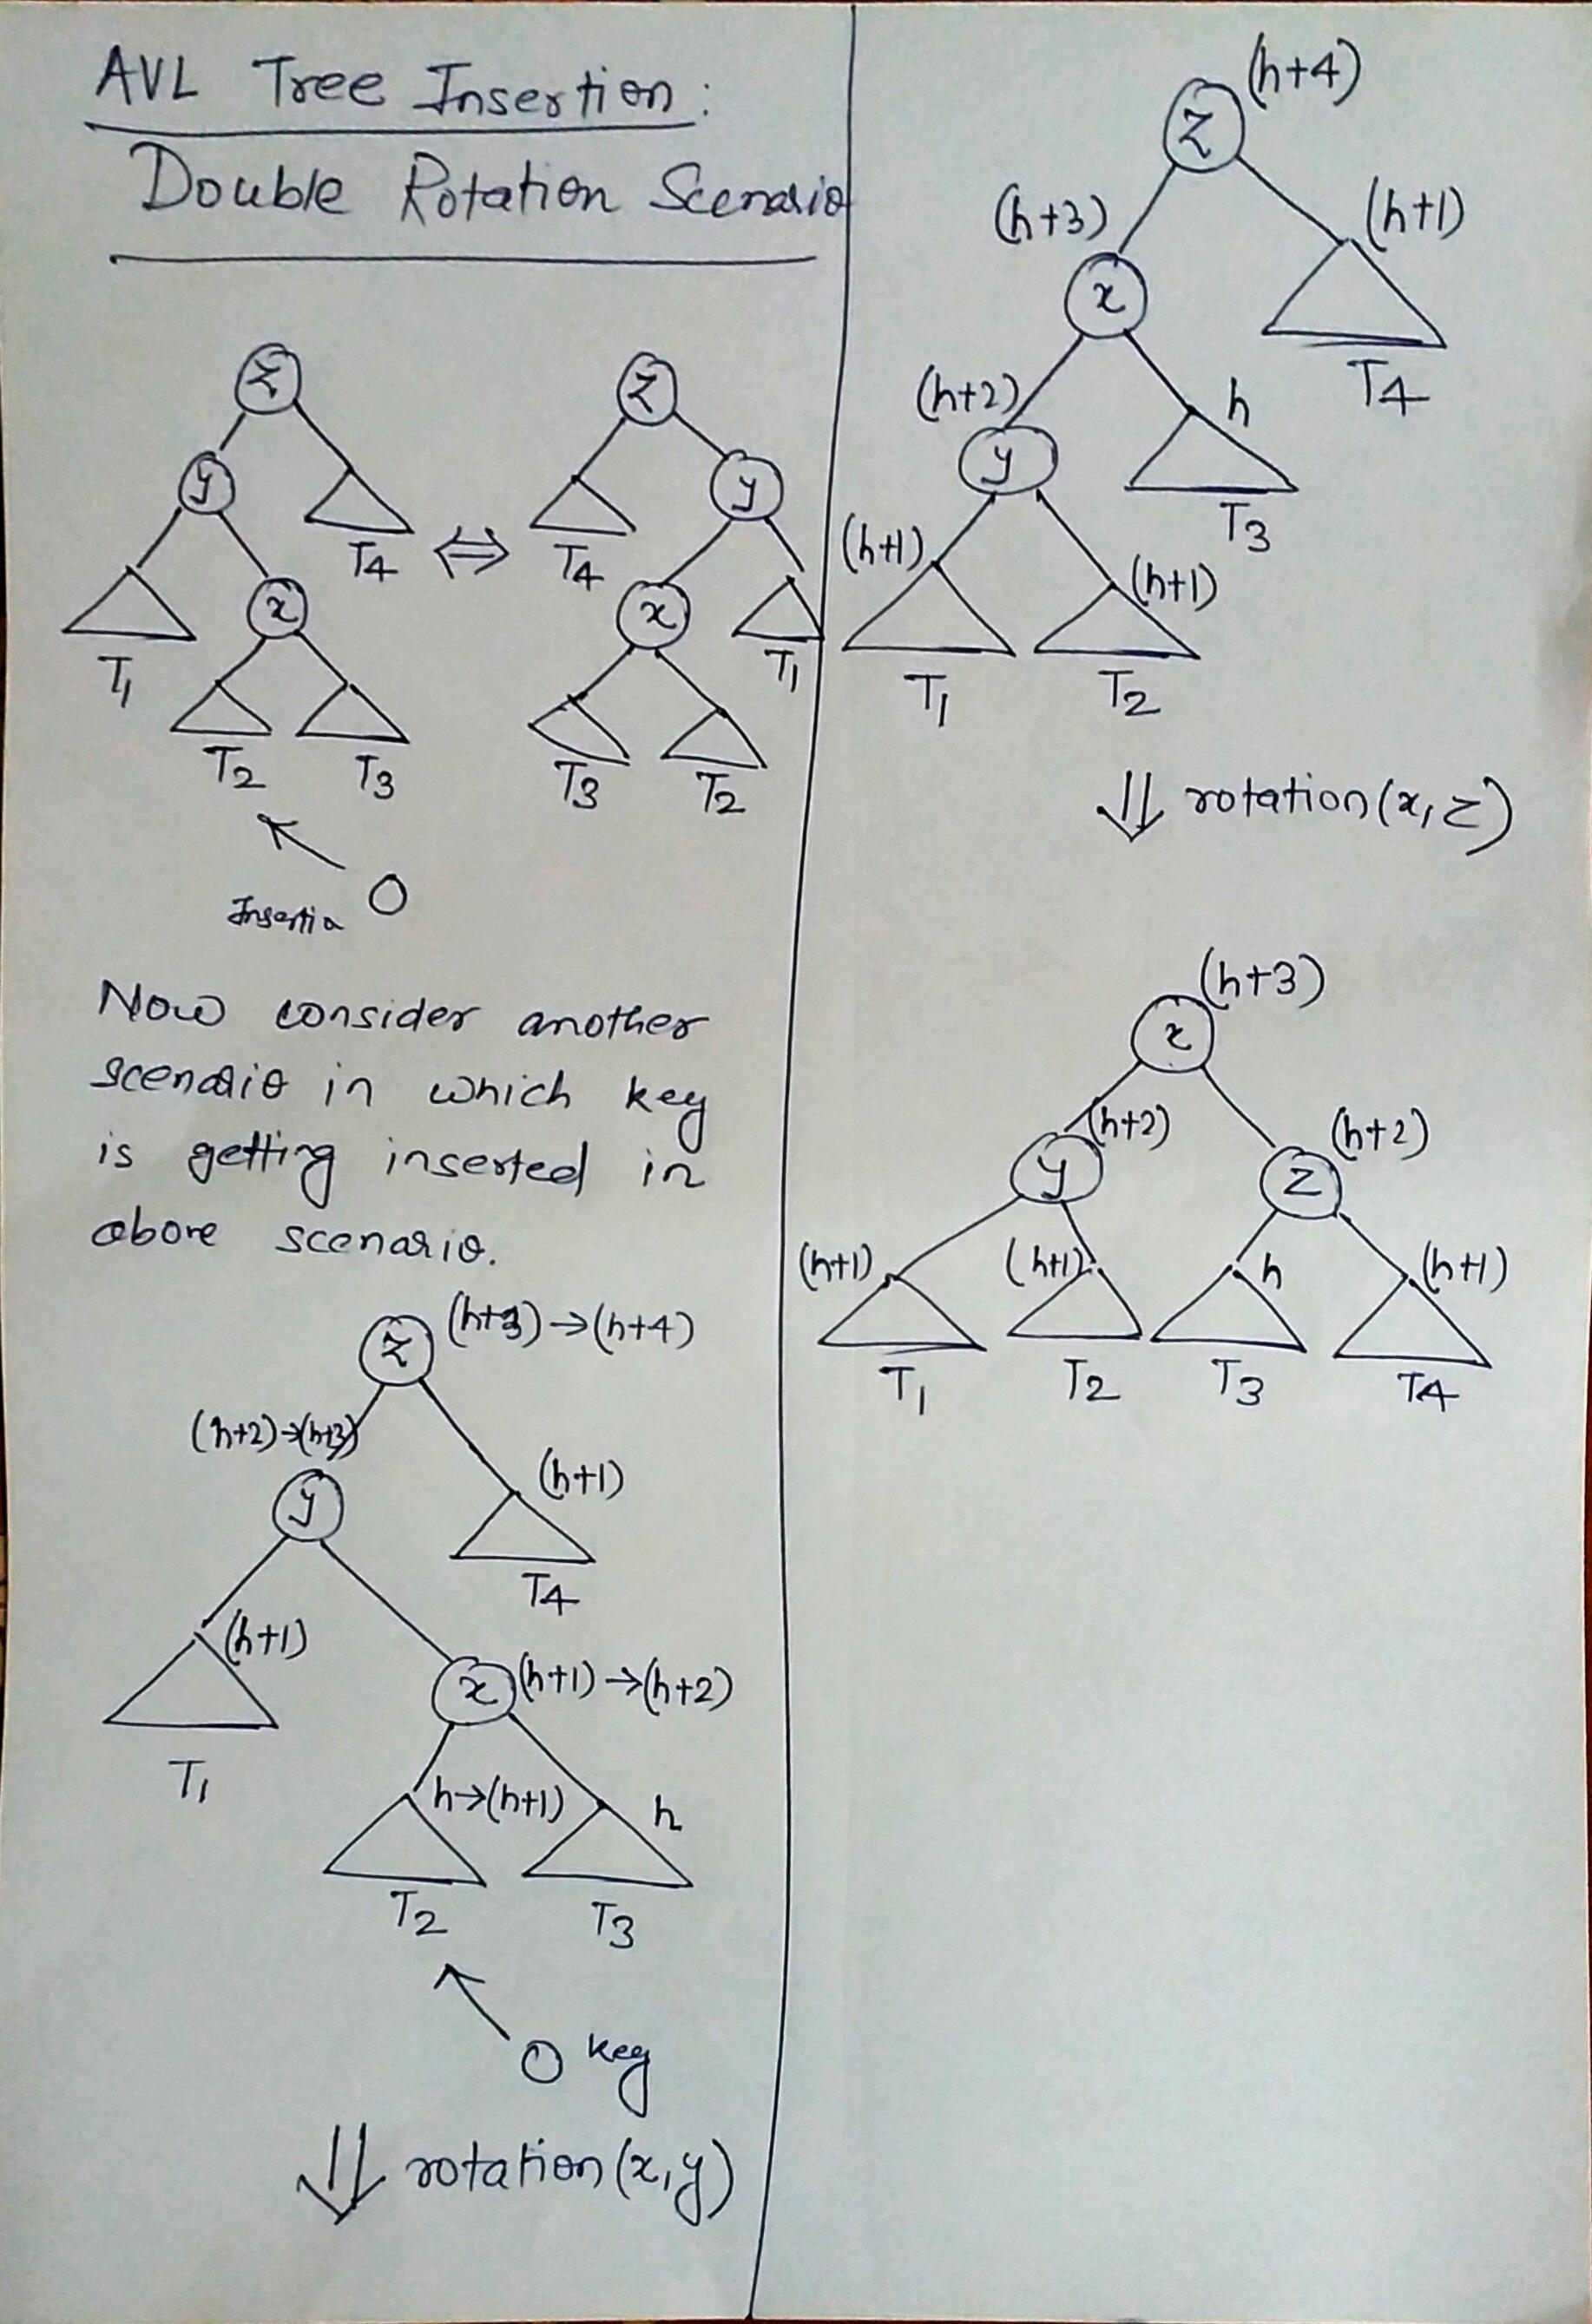 AVL Tree Insertion:
Double Rotation Scenario
z
z
y
y
T4
⇔
T4
x
x
T1
T1
T2
T3
T3
T2
Insertio
Now consider another
scenario in which key
is getting inserted in
above scenario.
z (h+3)→(h+4)
(h+2)→(h+3)
y
(h+1)
T4
(h+1)
x (h+1)→(h+2)
T1
h→(h+1)
h
T2
T3
key
⇓ rotation(x,y)
(h+4)
z
(h+3)
(h+1)
x
(h+2)
h
T4
y
T3
(h+1)
(h+1)
T1
T2
⇓ rotation(x,z)
(h+3)
x
(h+2)
(h+2)
y
z
(h+1)
(h+1)
h
(h+1)
T1
T2
T3
T4